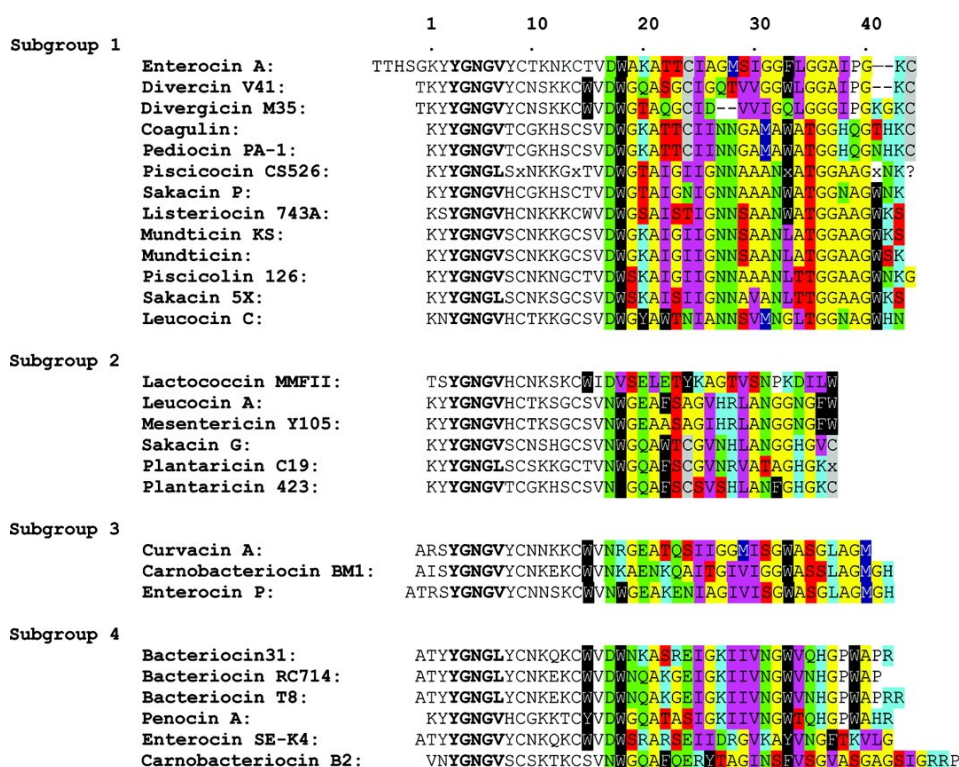 1 10 20 30 40
Subgroup 1
Enterocin A: TTHSGKYYGNGVYCTKNKCTVDWAKATTCIAGMSIGGFLGGAIPG--KC
Divercin V41: TKYYGNGVYCNSKKCWVDWGQASGCIGQTVVGGWLGGAIPG--KC
Divergicin M35: TKYYGNGVYCNSKKCWVDWGTAQGCID--VVIGQLGGGIPGKGKC
Coagulin: KYYGNGVTCGKHSCSVDWGKATTCIINNGAMAWATGGHQGTHKC
Pediocin PA-1: KYYGNGVTCGKHSCSVDWGKATTCIINNGAMAWATGGHQGNHKC
Piscicocin CS526: KYYGNGLSxNKKGxTVDWGTAIGIIGNNAAANxATGGAAGxNK?
Sakacin P: KYYGNGVHCGKHSCTVDWGTAIGNIGNNAAANWATGGNAGWNK
Listeriocin 743A: KSYGNGVHCNKKKCWVDWGSAISTIGNNSAANWATGGAAGWKS
Mundticin KS: KYYGNGVSCNKKGCSVDWGKAIGIIGNNSAANLATGGAAGWKS
Mundticin: KYYGNGVSCNKKGCSVDWGKAIGIIGNNSAANLATGGAAGWSK
Piscicolin 126: KYYGNGVSCNKNGCTVDWSKAIGIIGNNAAANLTTGGAAGWNKG
Sakacin 5X: KYYGNGLSCNKSGCSVDWSKAISIIGNNAVANLTTGGAAGWKS
Leucocin C: KNYGNGVHCTKKGCSVDWGYAWTNIANNSVMNGLTGGNAGWHN
Subgroup 2
Lactococcin MMFII: TSYGNGVHCNKSKCWIDVSELETYKAGTVSNPKDILW
Leucocin A: KYYGNGVHCTKSGCSVNWGEAFSAGVHRLANGGNGFW
Mesentericin Y105: KYYGNGVHCTKSGCSVNWGEAASAGIHRLANGGNGFW
Sakacin G: KYYGNGVSCNSHGCSVNWGQAWTCGVNHLANGGHGVC
Plantaricin C19: KYYGNGLSCSKKGCTVNWGQAFSCGVNRVATAGHGKx
Plantaricin 423: KYYGNGVTCGKHSCSVNWGQAFSCSVSHLANFGHGKC
Subgroup 3
Curvacin A: ARSYGNGVYCNNKKCWVNRGEATQSIIGGMISGWASGLAGM
Carnobacteriocin BM1: AISYGNGVYCNKEKCWVNKAENKQAITGIVIGGWASSLAGMGH
Enterocin P: ATRSYGNGVYCNNSKCWVNWGEAKENIAGIVISGWASGLAGMGH
Subgroup 4
Bacteriocin31: ATYYGNGLYCNKQKCWVDWNKASREIGKIIVNGWVQHGPWAPR
Bacteriocin RC714: ATYYGNGLYCNKEKCWVDWNQAKGEIGKIIVNGWVNHGPWAP
Bacteriocin T8: ATYYGNGLYCNKEKCWVDWNQAKGEIGKIIVNGWVNHGPWAPRR
Penocin A: KYYGNGVHCGKKTCYVDWGQATASIGKIIVNGWTQHGPWAHR
Enterocin SE-K4: ATYYGNGVYCNKQKCWVDWSRARSEIIDRGVKAYVNGFTKVLG
Carnobacteriocin B2: VNYGNGVSCSKTKCSVNWGQAFQERYTAGINSFVSGVASGAGSIGRRP